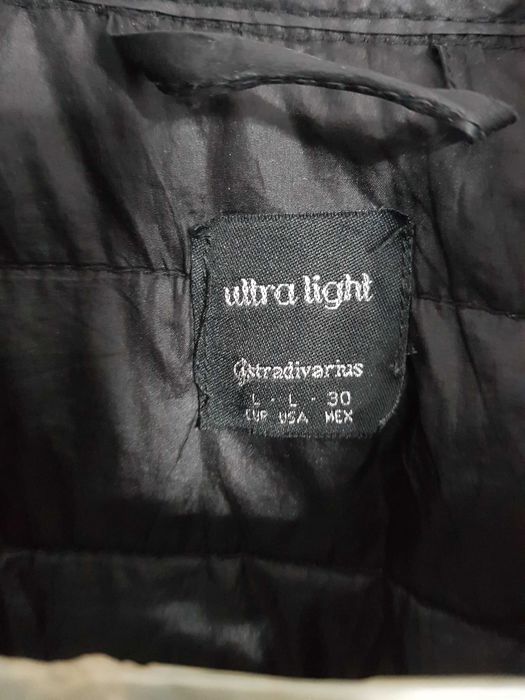 ultra light
stradivarius
L · L · 30
EUR USA MEX